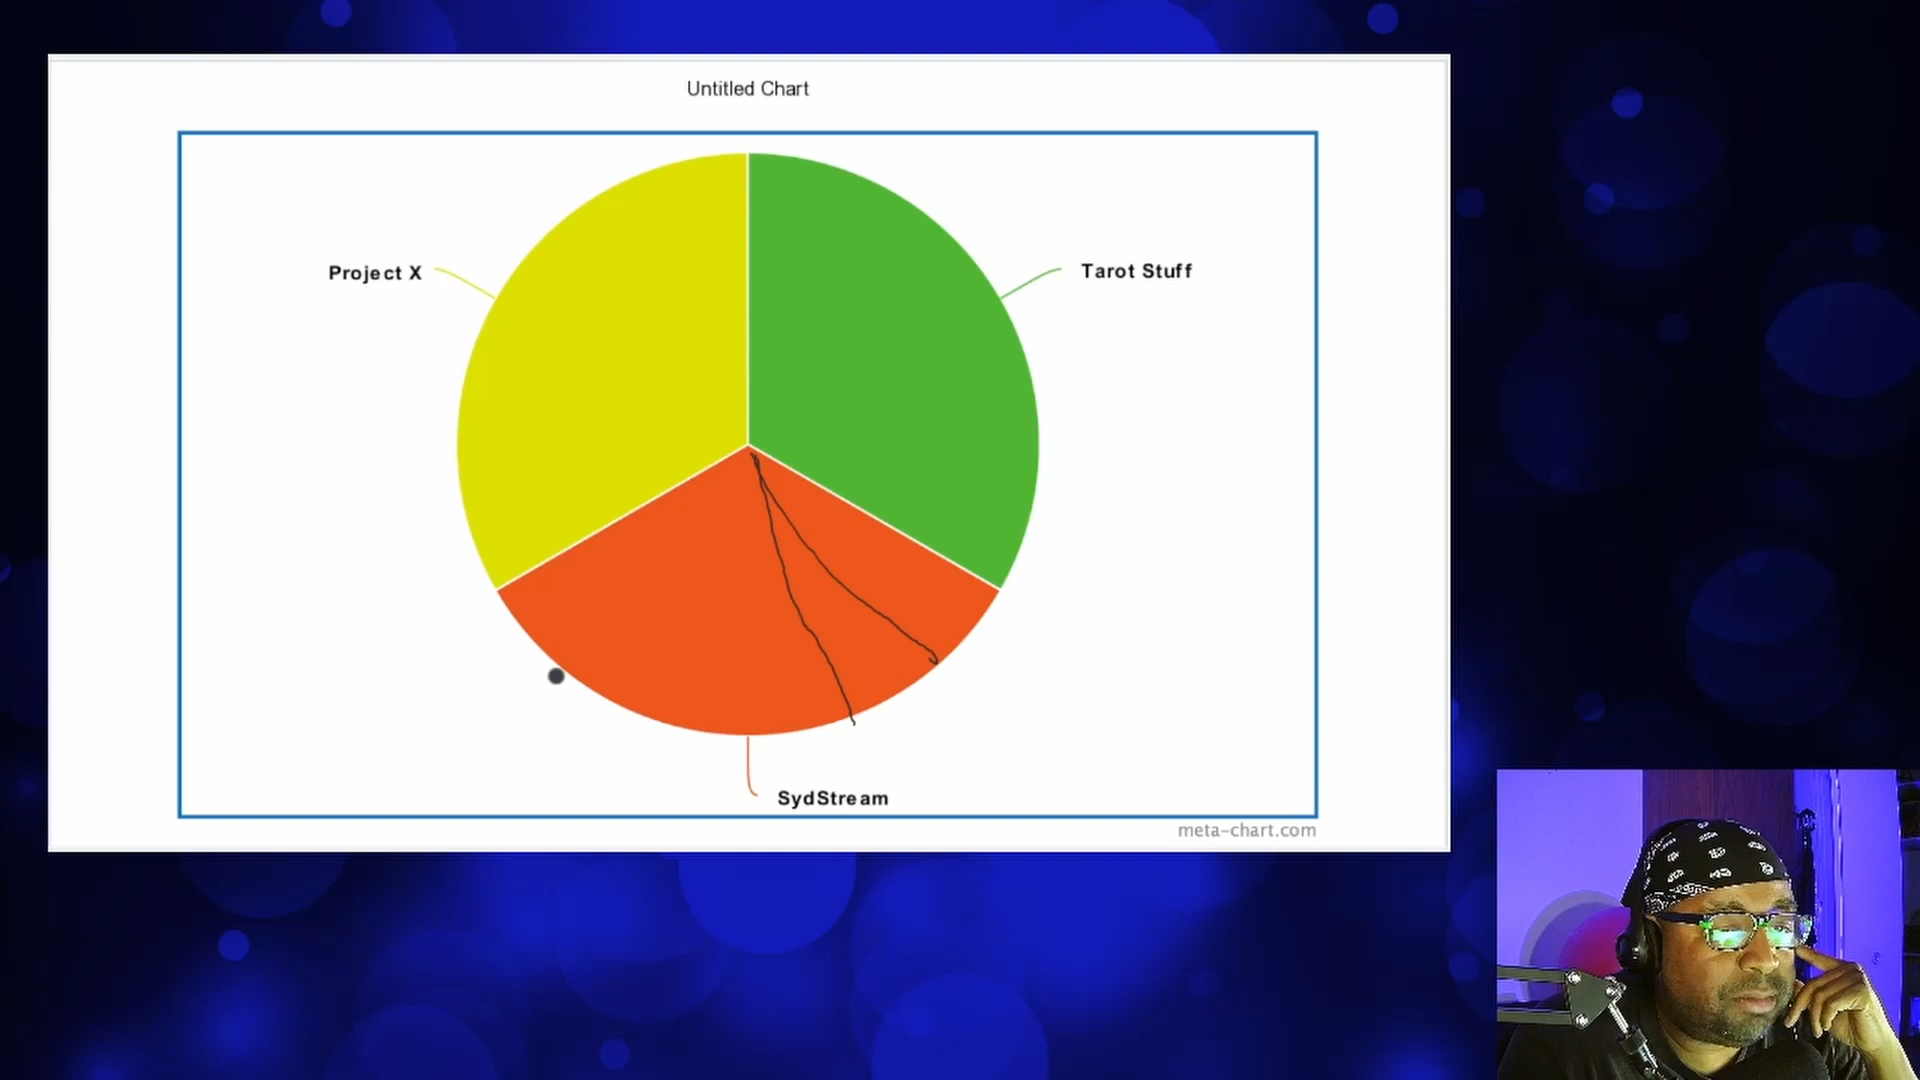 Untitled Chart
Project X
Tarot Stuff
SydStream
meta-chart.com